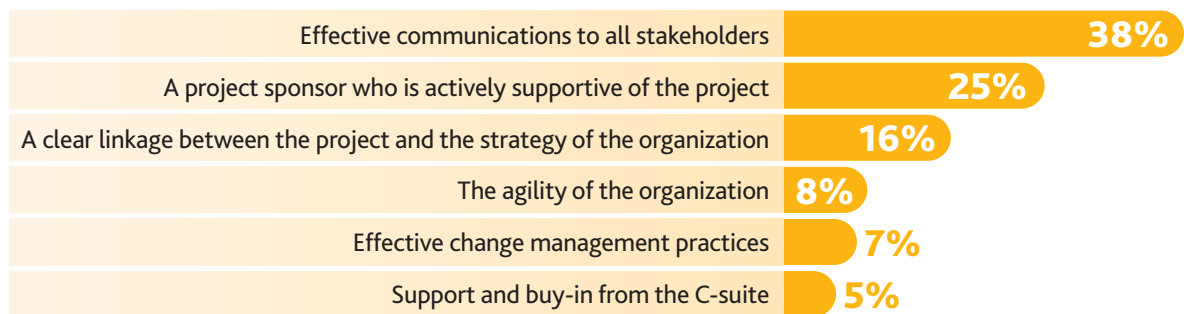 Effective communications to all stakeholders 38%
A project sponsor who is actively supportive of the project 25%
A clear linkage between the project and the strategy of the organization 16%
The agility of the organization 8%
Effective change management practices 7%
Support and buy-in from the C-suite 5%